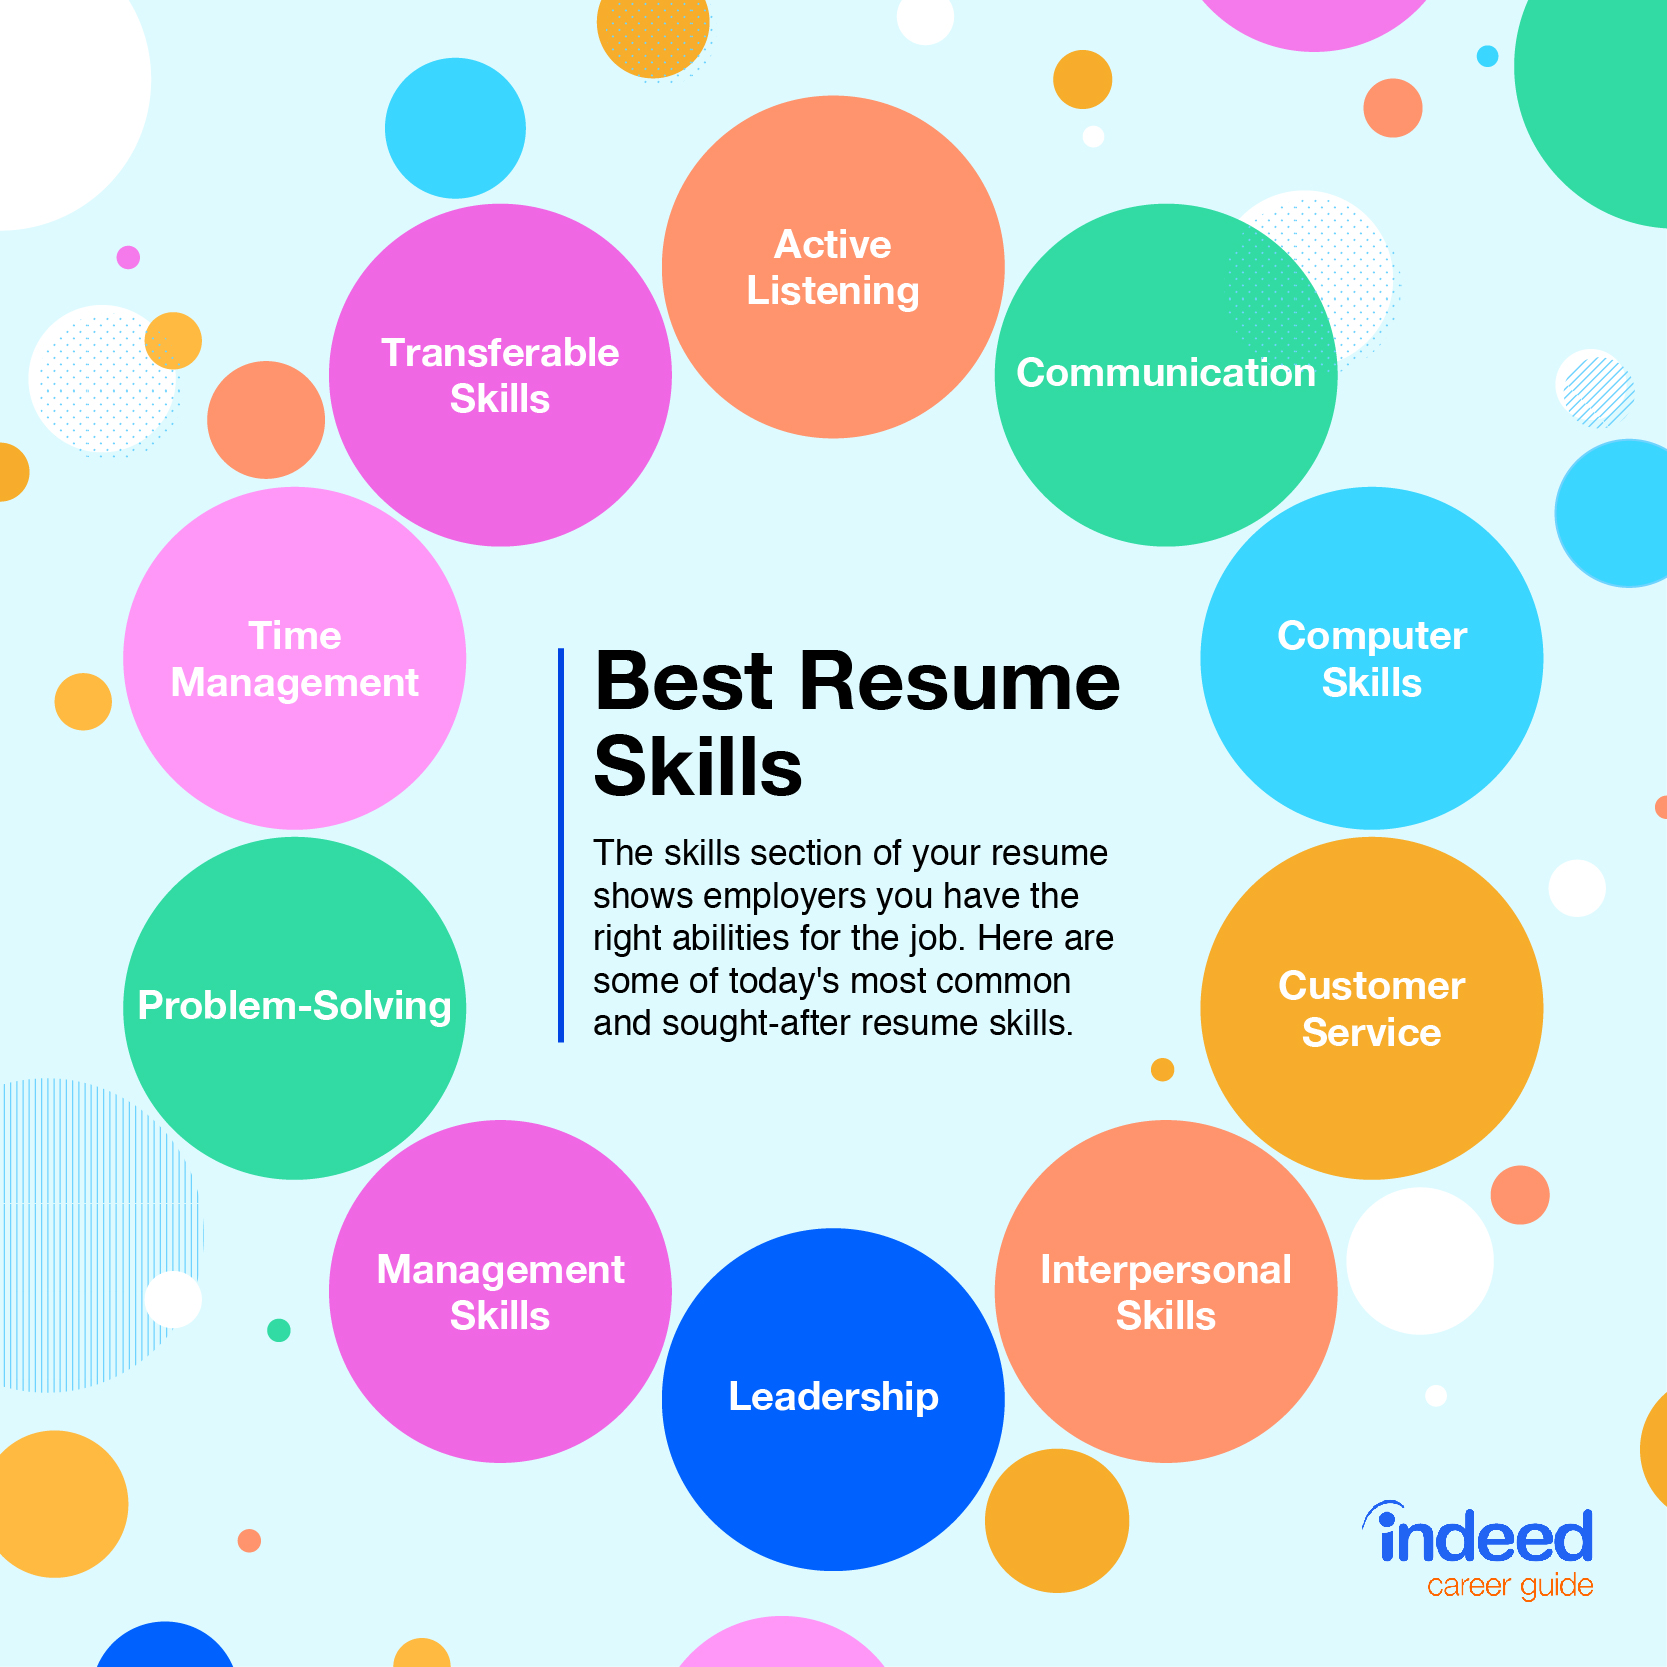 Active
Listening
Communication
Computer
Skills
Customer
Service
Interpersonal
Skills
Leadership
Management
Skills
Problem-Solving
Time
Management
Transferable
Skills
Best Resume
Skills
The skills section of your resume
shows employers you have the
right abilities for the job. Here are
some of today's most common
and sought-after resume skills.
indeed
career guide